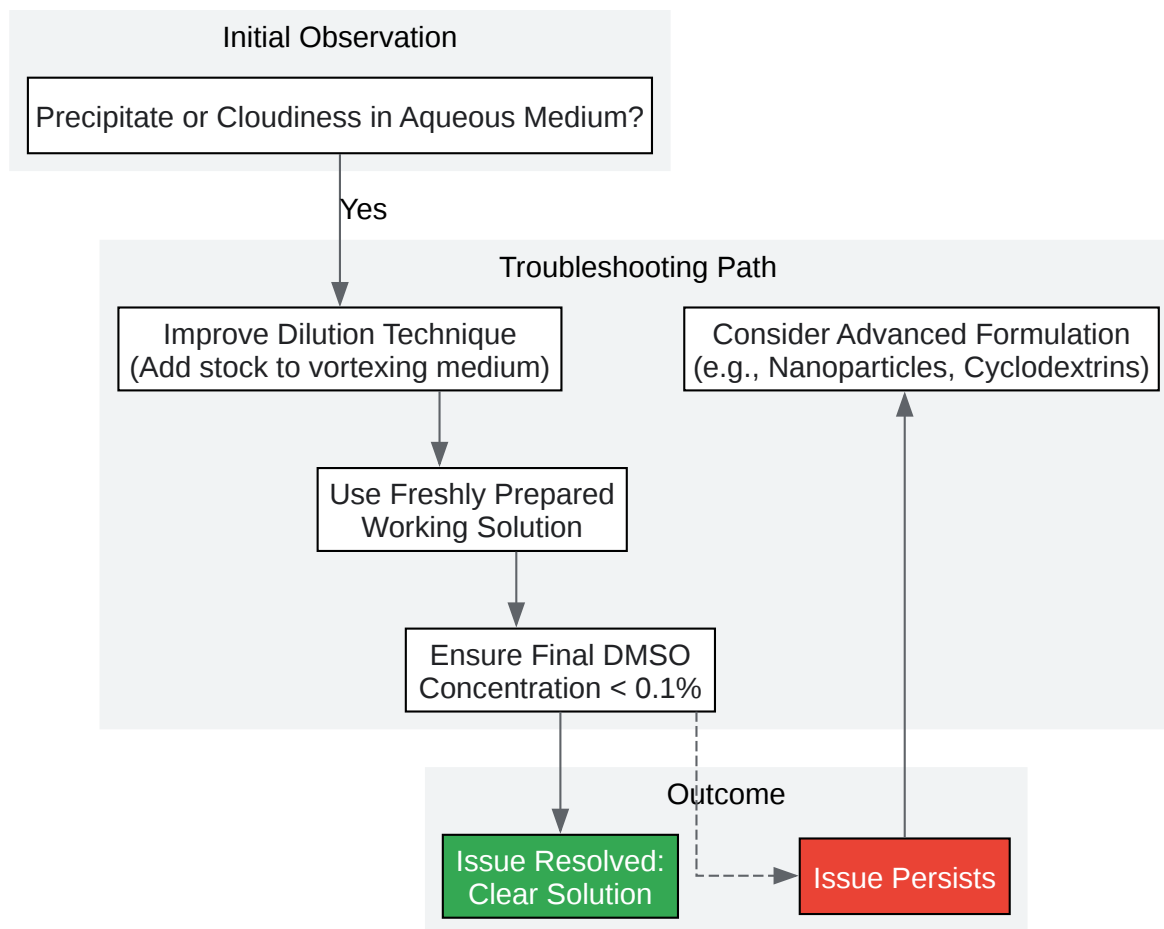 Initial Observation
Precipitate or Cloudiness in Aqueous Medium?
Yes
Troubleshooting Path
Improve Dilution Technique
(Add stock to vortexing medium)
Consider Advanced Formulation
(e.g., Nanoparticles, Cyclodextrins)
Use Freshly Prepared
Working Solution
Ensure Final DMSO
Concentration < 0.1%
Outcome
Issue Resolved:
Clear Solution
Issue Persists